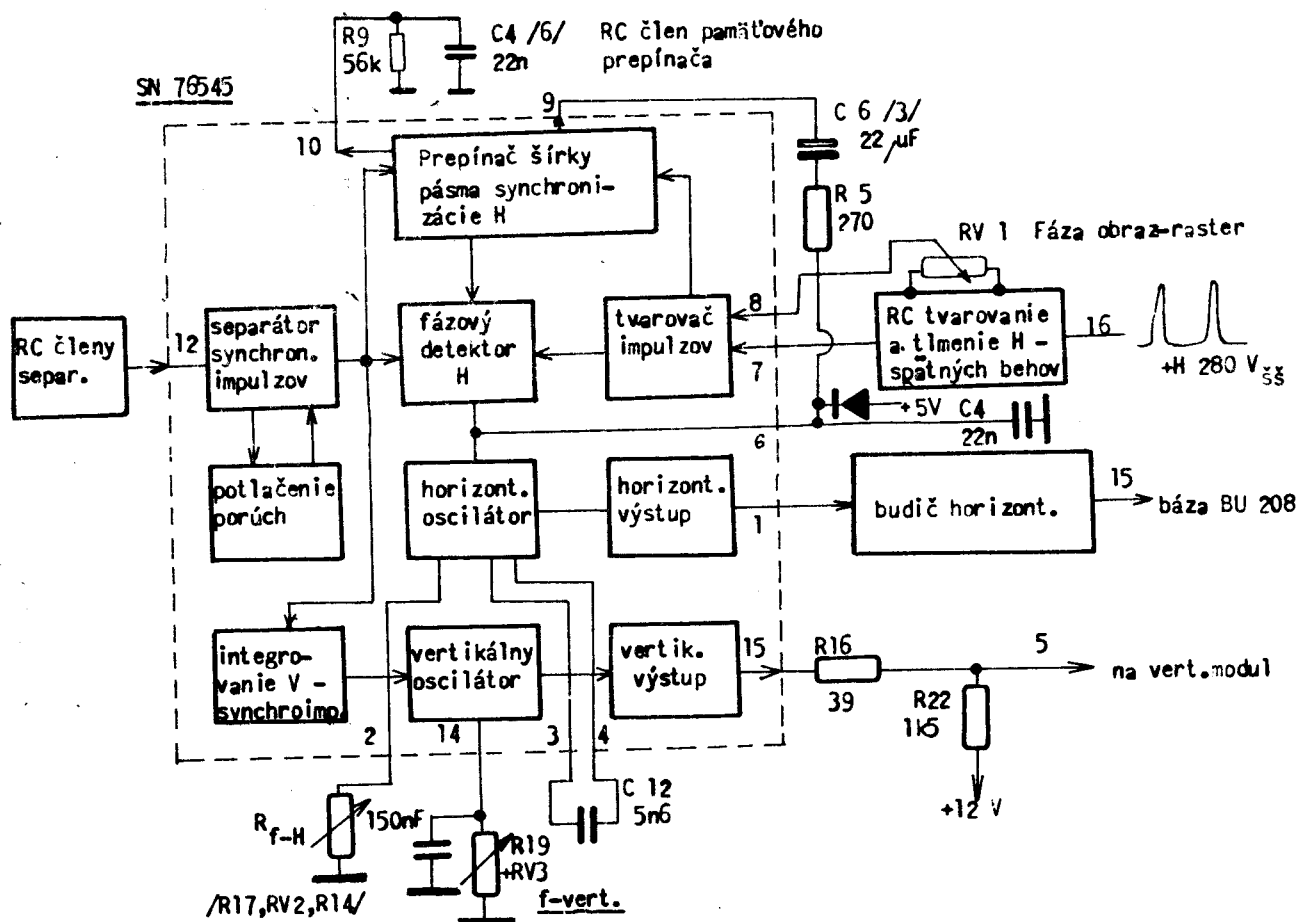 R9
56k
C4 /6/
22n
RC člen pamäťového
prepínača
SN 76545
9
10
Prepínač šírky
pásma synchroni-
zácie H
C 6 /3/
22/uF
R 5
270
RV 1 Fáza obraz-raster
RC členy
separ.
12
separátor
synchron.
impulzov
fázový
detektor
H
tvarovač
impulzov
8
7
RC tvarovanie
a.tlmenie H -
spätných behov
16
+H 280 VŠŠ
+5V
C4
22n
6
potlačenie
porúch
horizont.
oscilátor
horizont.
výstup
1
budič horizont.
15
báza BU 208
integro-
vanie V -
synchroimp.
vertikálny
oscilátor
vertik.
výstup
15
R16
39
5
na vert.modul
R22
1k5
+12 V
2
14
3
4
C 12
5n6
R f-H
150nF
R19
+RV3
/R17,RV2,R14/
f-vert.